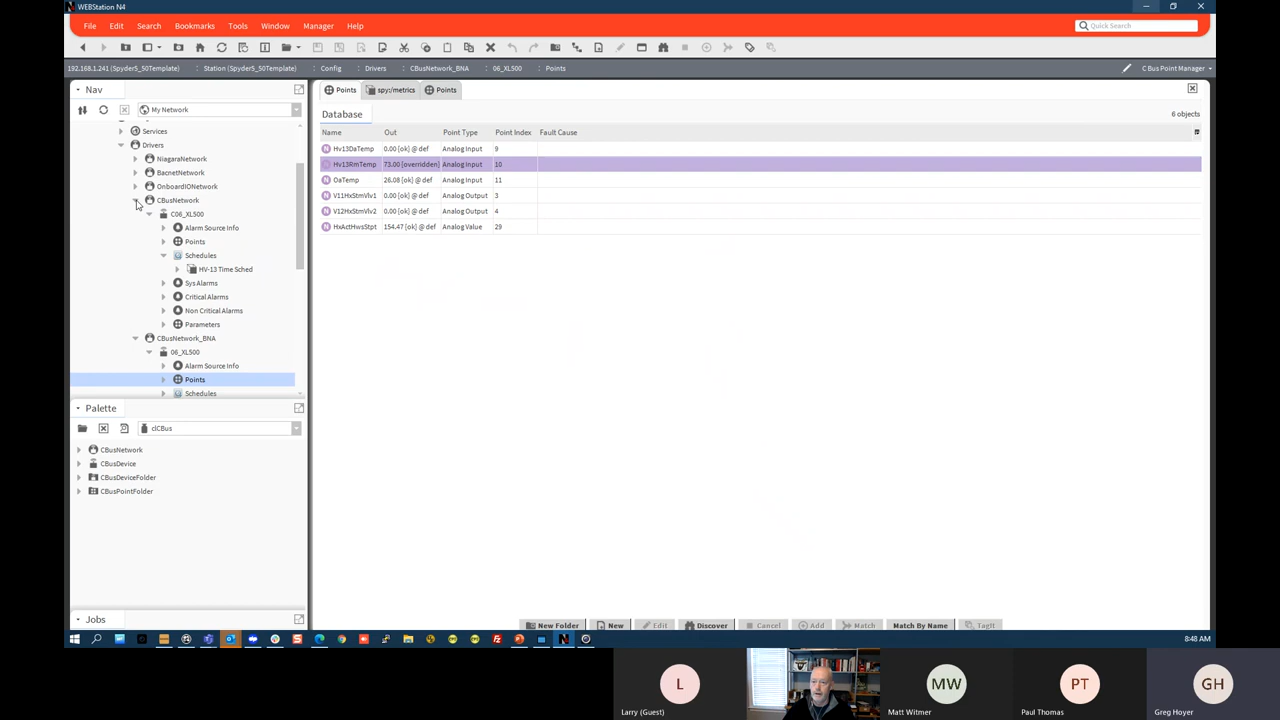 WEBStation N4
File Edit Search Bookmarks Tools Window Manager Help
Quick Search
192.168.1.241 (SpyderS_50Template) Station (SpyderS_50Template) Config Drivers CBusNetwork_BNA 06_XL500 Points
C Bus Point Manager
Nav
My Network
Services
Drivers
NiagaraNetwork
BacnetNetwork
OnboardIONetwork
CBusNetwork
C06_XL500
Alarm Source Info
Points
Schedules
HV-13 Time Sched
Sys Alarms
Critical Alarms
Non Critical Alarms
Parameters
CBusNetwork_BNA
06_XL500
Alarm Source Info
Points
Schedules
Palette
clCBus
CBusNetwork
CBusDevice
CBusDeviceFolder
CBusPointFolder
Jobs
Points spy:/metrics Points
Database 6 objects
Name Out Point Type Point Index Fault Cause
Hv13DaTemp 0.00 {ok} @ def Analog Input 9
Hv13RmTemp 73.00 {overridden} Analog Input 10
OaTemp 26.08 {ok} @ def Analog Input 11
V11HxStmVlv1 0.00 {ok} @ def Analog Output 3
V12HxStmVlv2 0.00 {ok} @ def Analog Output 4
HxActHwsStpt 154.47 {ok} @ def Analog Value 29
New Folder New Edit Discover Cancel Add Match Match By Name TagIt
8:48 AM
L MW PT GH
Larry (Guest) Matt Witmer Paul Thomas Greg Hoyer